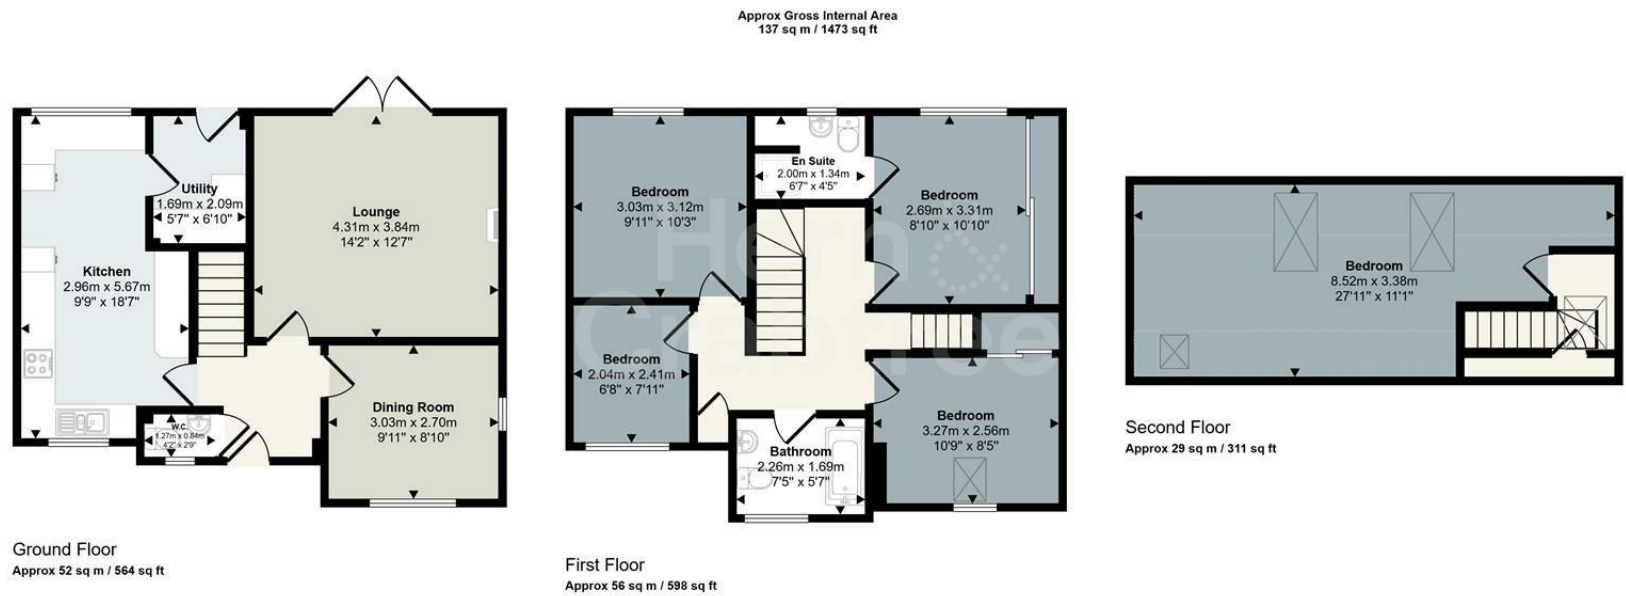 Approx Gross Internal Area
137 sq m / 1473 sq ft
Utility
1.69m x 2.09m
5'7" x 6'10"
Lounge
4.31m x 3.84m
14'2" x 12'7"
Kitchen
2.96m x 5.67m
9'9" x 18'7"
Dining Room
3.03m x 2.70m
9'11" x 8'10"
W.C.
1.27m x 0.84m
4'2" x 2'9"
Ground Floor
Approx 52 sq m / 564 sq ft
Bedroom
3.03m x 3.12m
9'11" x 10'3"
En Suite
2.00m x 1.34m
6'7" x 4'5"
Bedroom
2.69m x 3.31m
8'10" x 10'10"
Bedroom
2.04m x 2.41m
6'8" x 7'11"
Bathroom
2.26m x 1.69m
7'5" x 5'7"
Bedroom
3.27m x 2.56m
10'9" x 8'5"
Hern &
Crabtree
First Floor
Approx 56 sq m / 598 sq ft
Bedroom
8.52m x 3.38m
27'11" x 11'1"
Second Floor
Approx 29 sq m / 311 sq ft